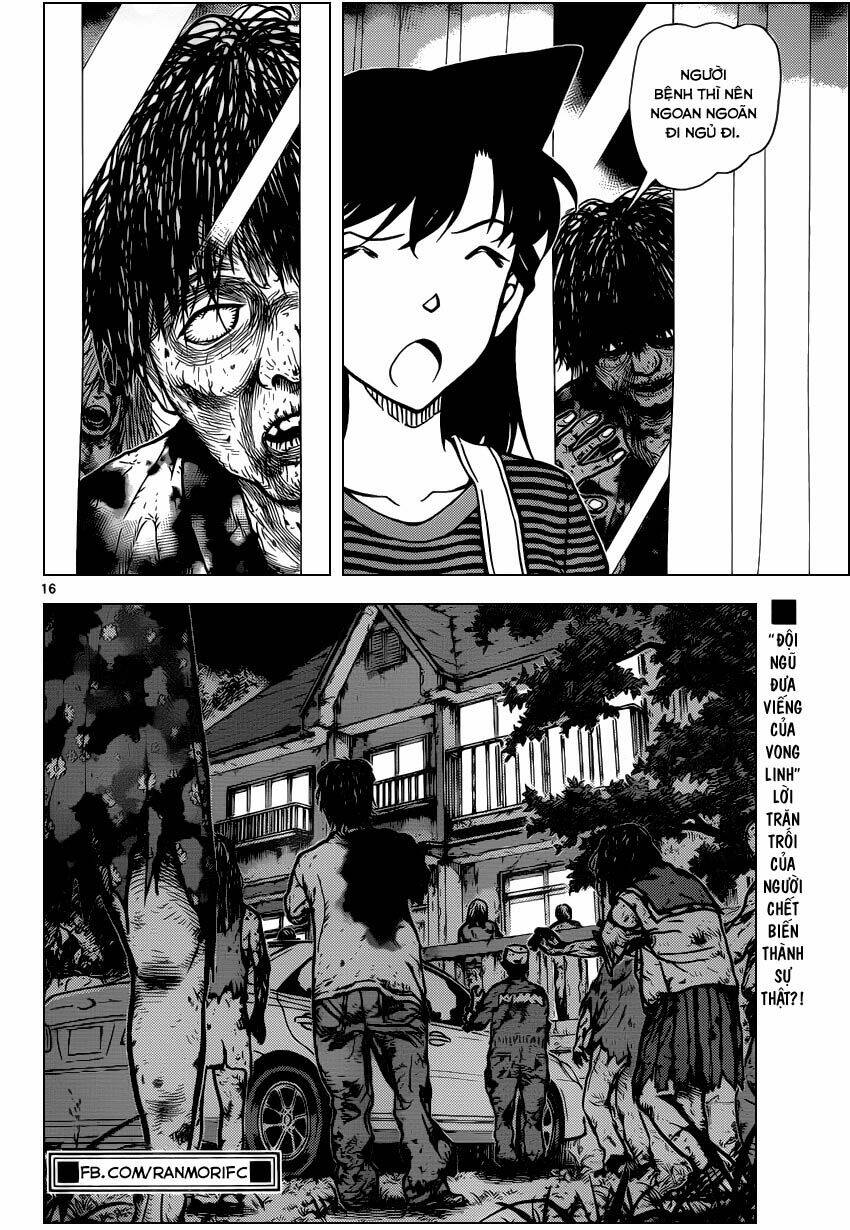 NGƯỜI
BỆNH THÌ NÊN
NGOAN NGOÃN
ĐI NGỦ ĐI.
16
“ĐỘI
NGŨ
ĐƯA
VIẾNG
CỦA
VONG
LINH”
LỜI
TRĂN
TRỐI
CỦA
NGƯỜI
CHẾT
BIẾN
THÀNH
SỰ
THẬT?!
FB.COM/RANMORIFC